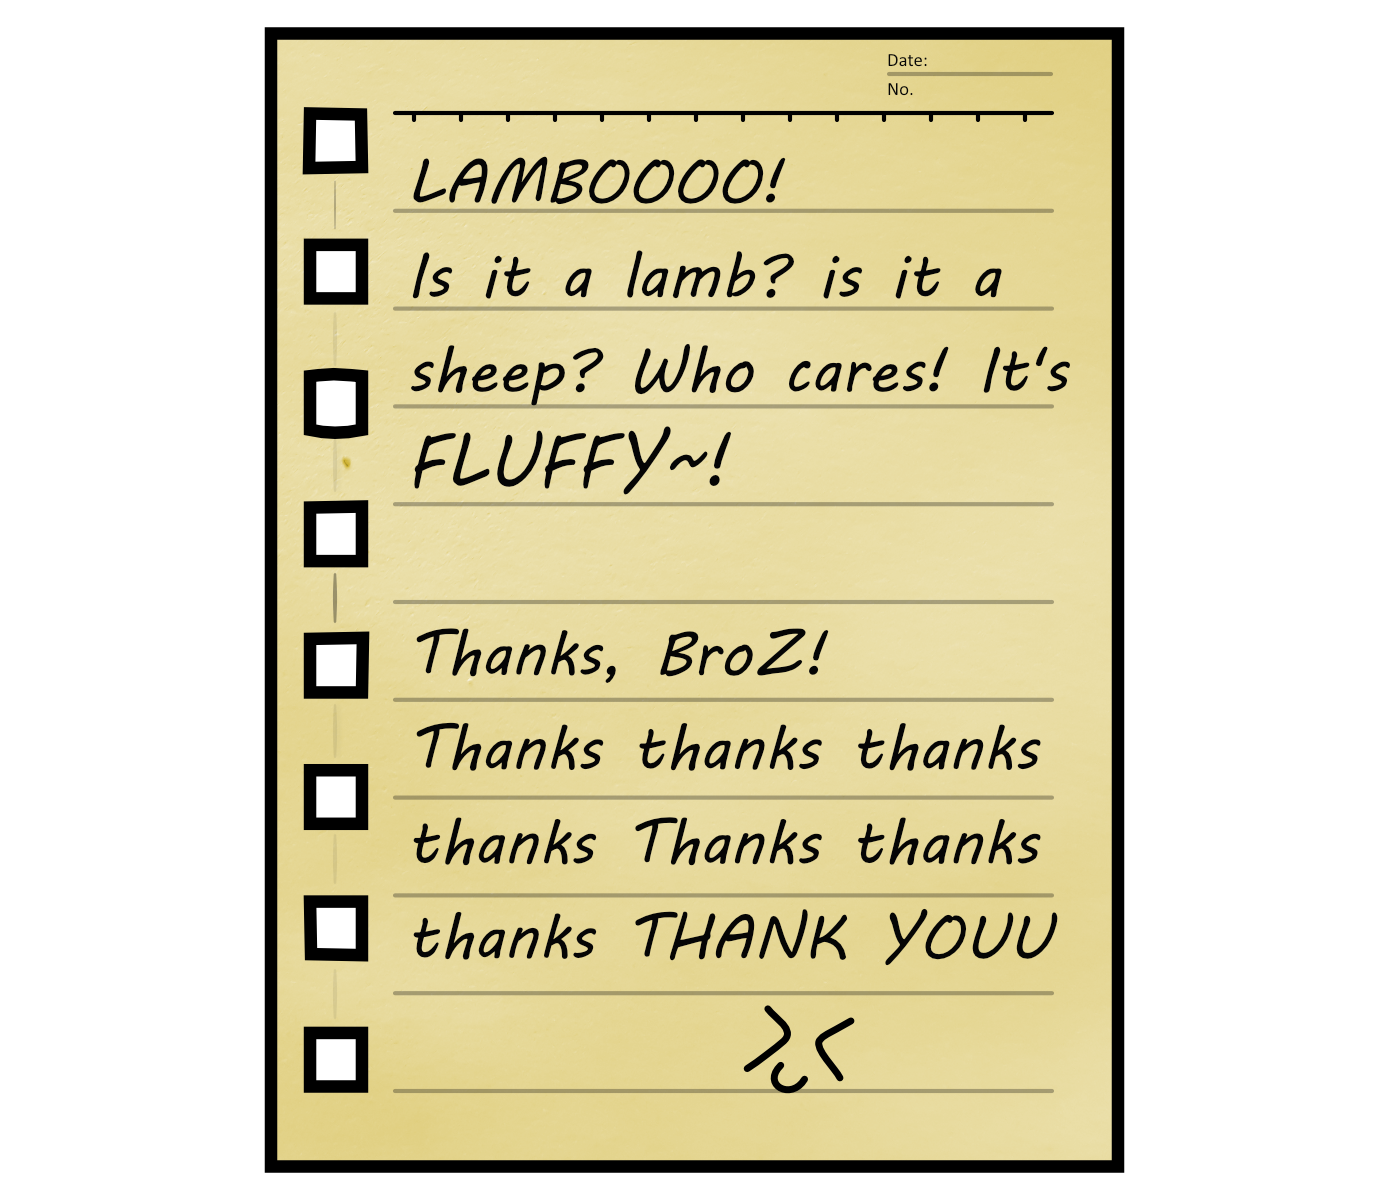 Date:
No.
LAMBOOOO!
Is it a lamb? is it a
sheep? Who cares! It's
FLUFFY~!
Thanks, BroZ!
Thanks thanks thanks
thanks Thanks thanks
thanks THANK YOUU